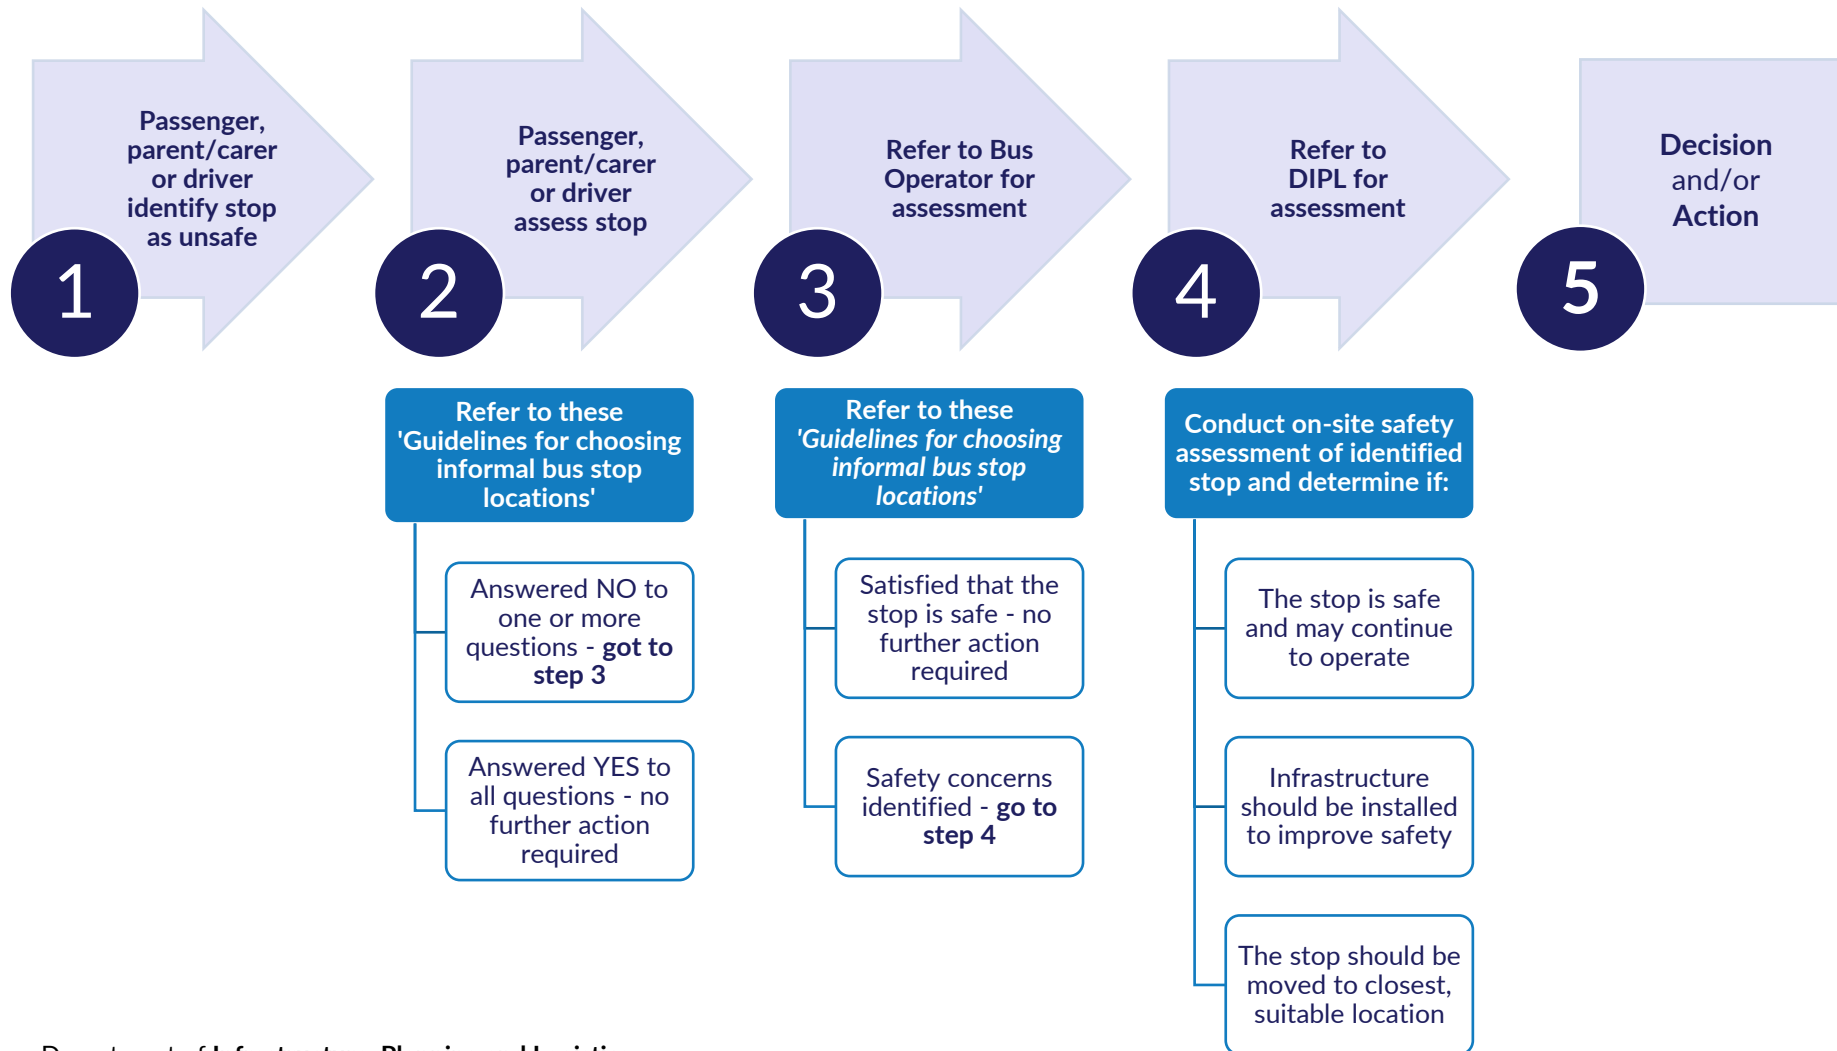 Passenger,
parent/carer
or driver
identify stop
as unsafe
1
Passenger,
parent/carer
or driver
assess stop
2
Refer to Bus
Operator for
assessment
3
Refer to
DIPL for
assessment
4
Decision
and/or
Action
5
Refer to these
'Guidelines for choosing
informal bus stop
locations'
Answered NO to
one or more
questions - got to
step 3
Answered YES to
all questions - no
further action
required
Refer to these
'Guidelines for choosing
informal bus stop
locations'
Satisfied that the
stop is safe - no
further action
required
Safety concerns
identified - go to
step 4
Conduct on-site safety
assessment of identified
stop and determine if:
The stop is safe
and may continue
to operate
Infrastructure
should be installed
to improve safety
The stop should be
moved to closest,
suitable location
Department of Infrastructure, Planning and Logistics